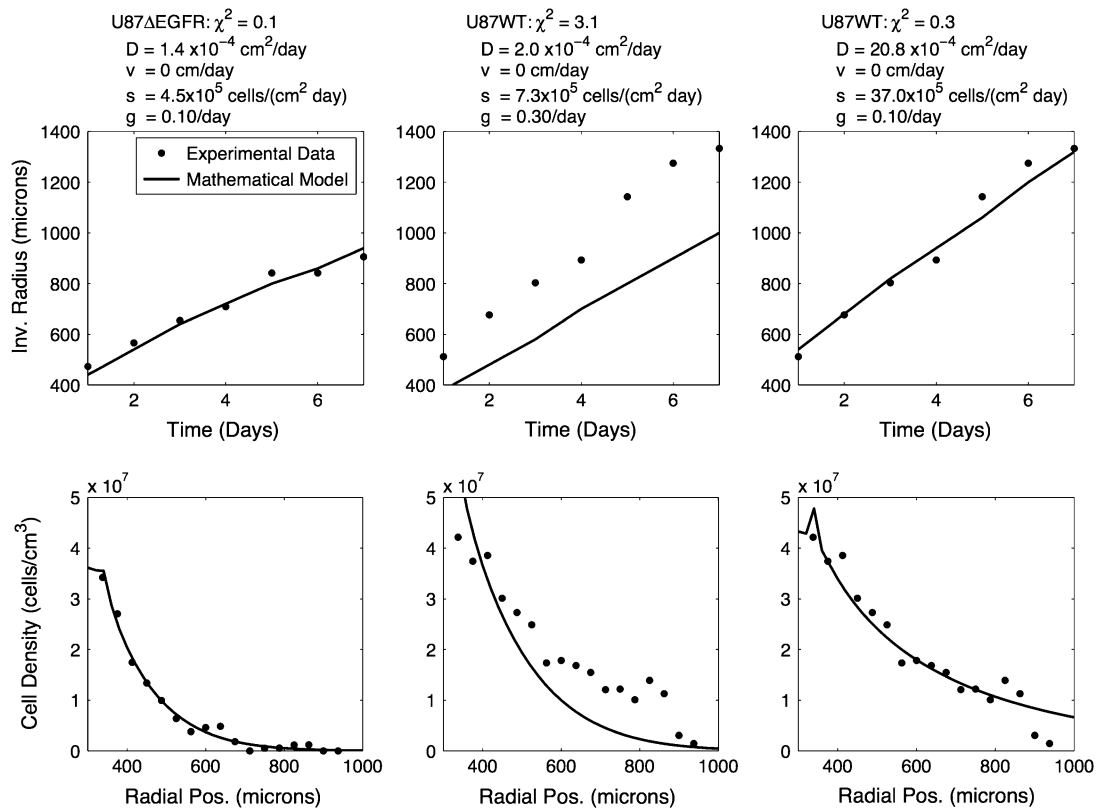 U87ΔEGFR: χ² = 0.1
D = 1.4 x10⁻⁴ cm²/day
v = 0 cm/day
s = 4.5x10⁵ cells/(cm² day)
g = 0.10/day
U87WT: χ² = 3.1
D = 2.0 x10⁻⁴ cm²/day
v = 0 cm/day
s = 7.3x10⁵ cells/(cm² day)
g = 0.30/day
U87WT: χ² = 0.3
D = 20.8 x10⁻⁴ cm²/day
v = 0 cm/day
s = 37.0x10⁵ cells/(cm² day)
g = 0.10/day
Inv. Radius (microns)
1400
1200
1000
800
600
400
Experimental Data
Mathematical Model
2 4 6
Time (Days)
1400
1200
1000
800
600
400
2 4 6
Time (Days)
1400
1200
1000
800
600
400
2 4 6
Time (Days)
Cell Density (cells/cm³)
x 10⁷
5
4
3
2
1
0
400 600 800 1000
Radial Pos. (microns)
x 10⁷
5
4
3
2
1
0
400 600 800 1000
Radial Pos. (microns)
x 10⁷
5
4
3
2
1
0
400 600 800 1000
Radial Pos. (microns)